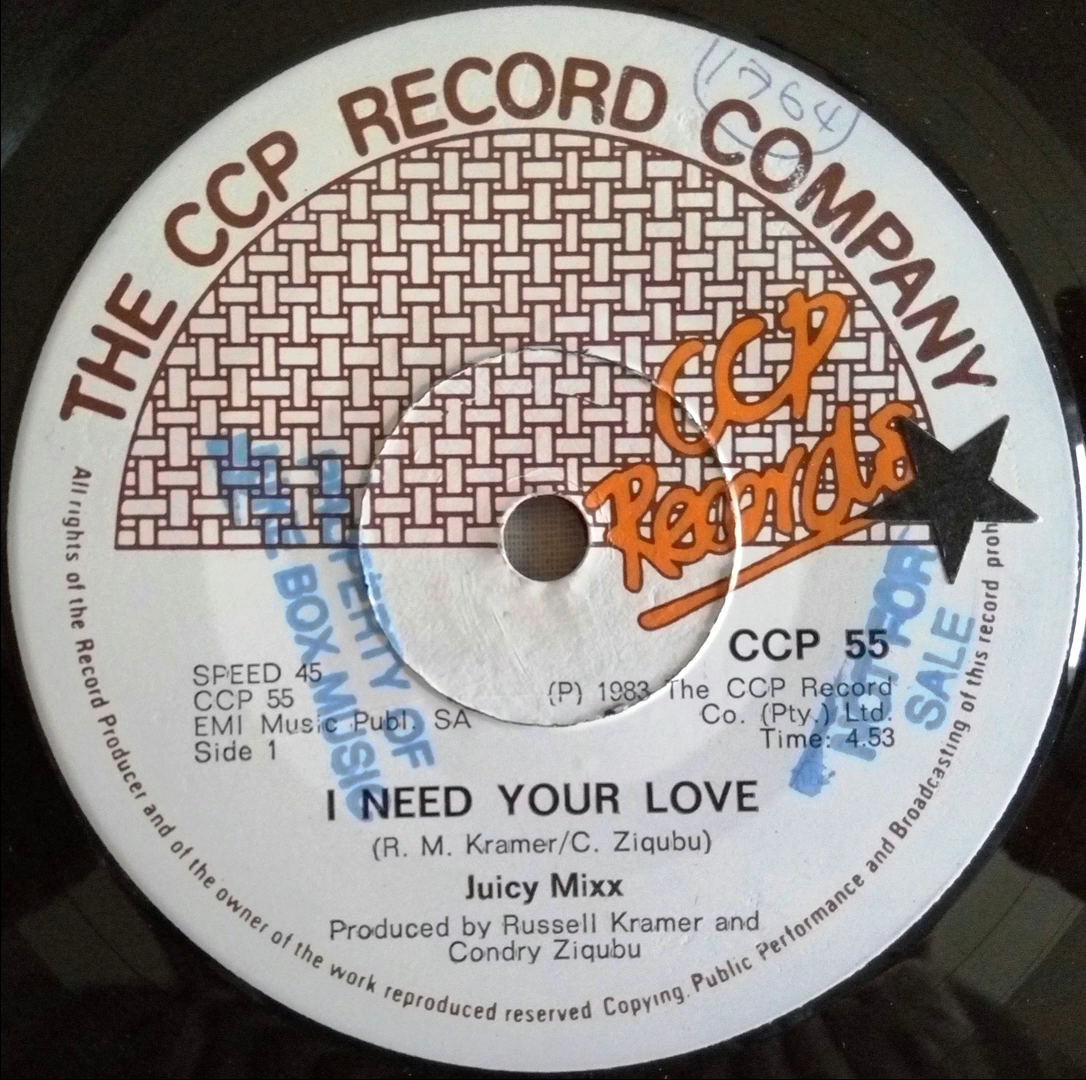 THE CCP RECORD COMPANY
1764
CCP
Records
PROPERTY OF
JUKE BOX MUSIC
NOT FOR
SALE
CCP 55
SPEED 45
CCP 55
EMI Music Publ. SA
Side 1
(P) 1983 The CCP Record
Co. (Pty.) Ltd.
Time: 4.53
I NEED YOUR LOVE
(R. M. Kramer/C. Ziqubu)
Juicy Mixx
Produced by Russell Kramer and
Condry Ziqubu
All rights of the Record Producer and of the owner of the work reproduced reserved Copying. Public Performance and Broadcasting of this record proh